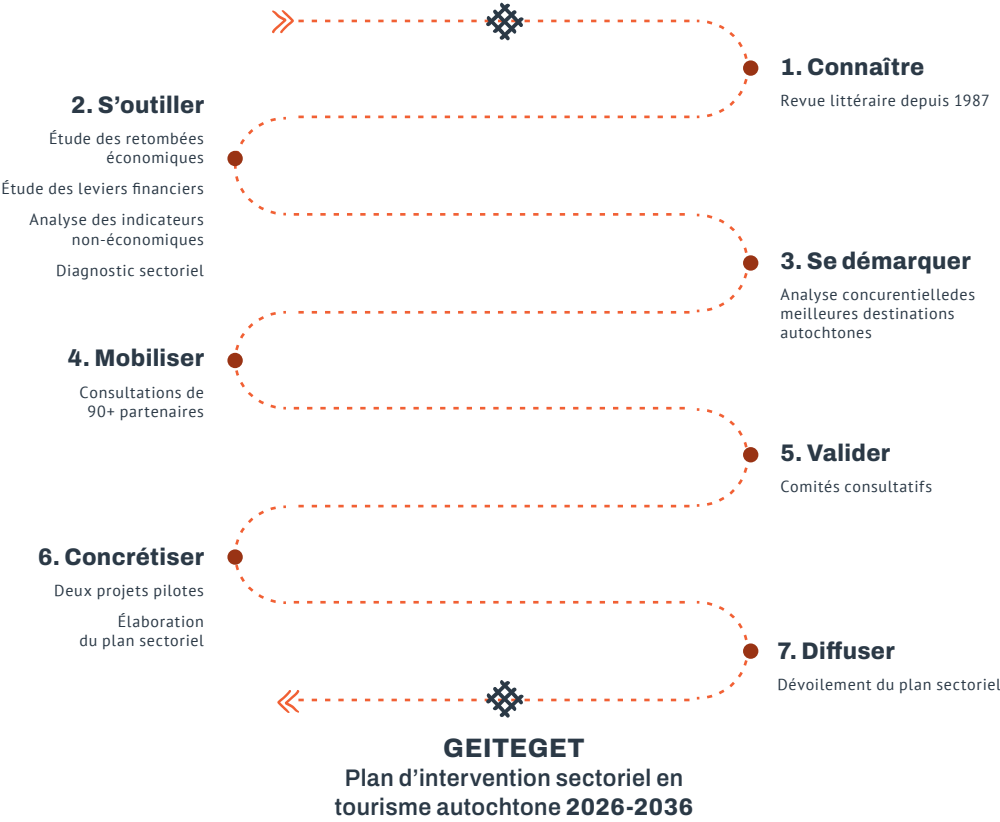 1. Connaître
Revue littéraire depuis 1987
2. S’outiller
Étude des retombées
économiques
Étude des leviers financiers
Analyse des indicateurs
non-économiques
Diagnostic sectoriel
3. Se démarquer
Analyse concurentielledes
meilleures destinations
autochtones
4. Mobiliser
Consultations de
90+ partenaires
5. Valider
Comités consultatifs
6. Concrétiser
Deux projets pilotes
Élaboration
du plan sectoriel
7. Diffuser
Dévoilement du plan sectoriel
GEITEGET
Plan d’intervention sectoriel en
tourisme autochtone 2026-2036